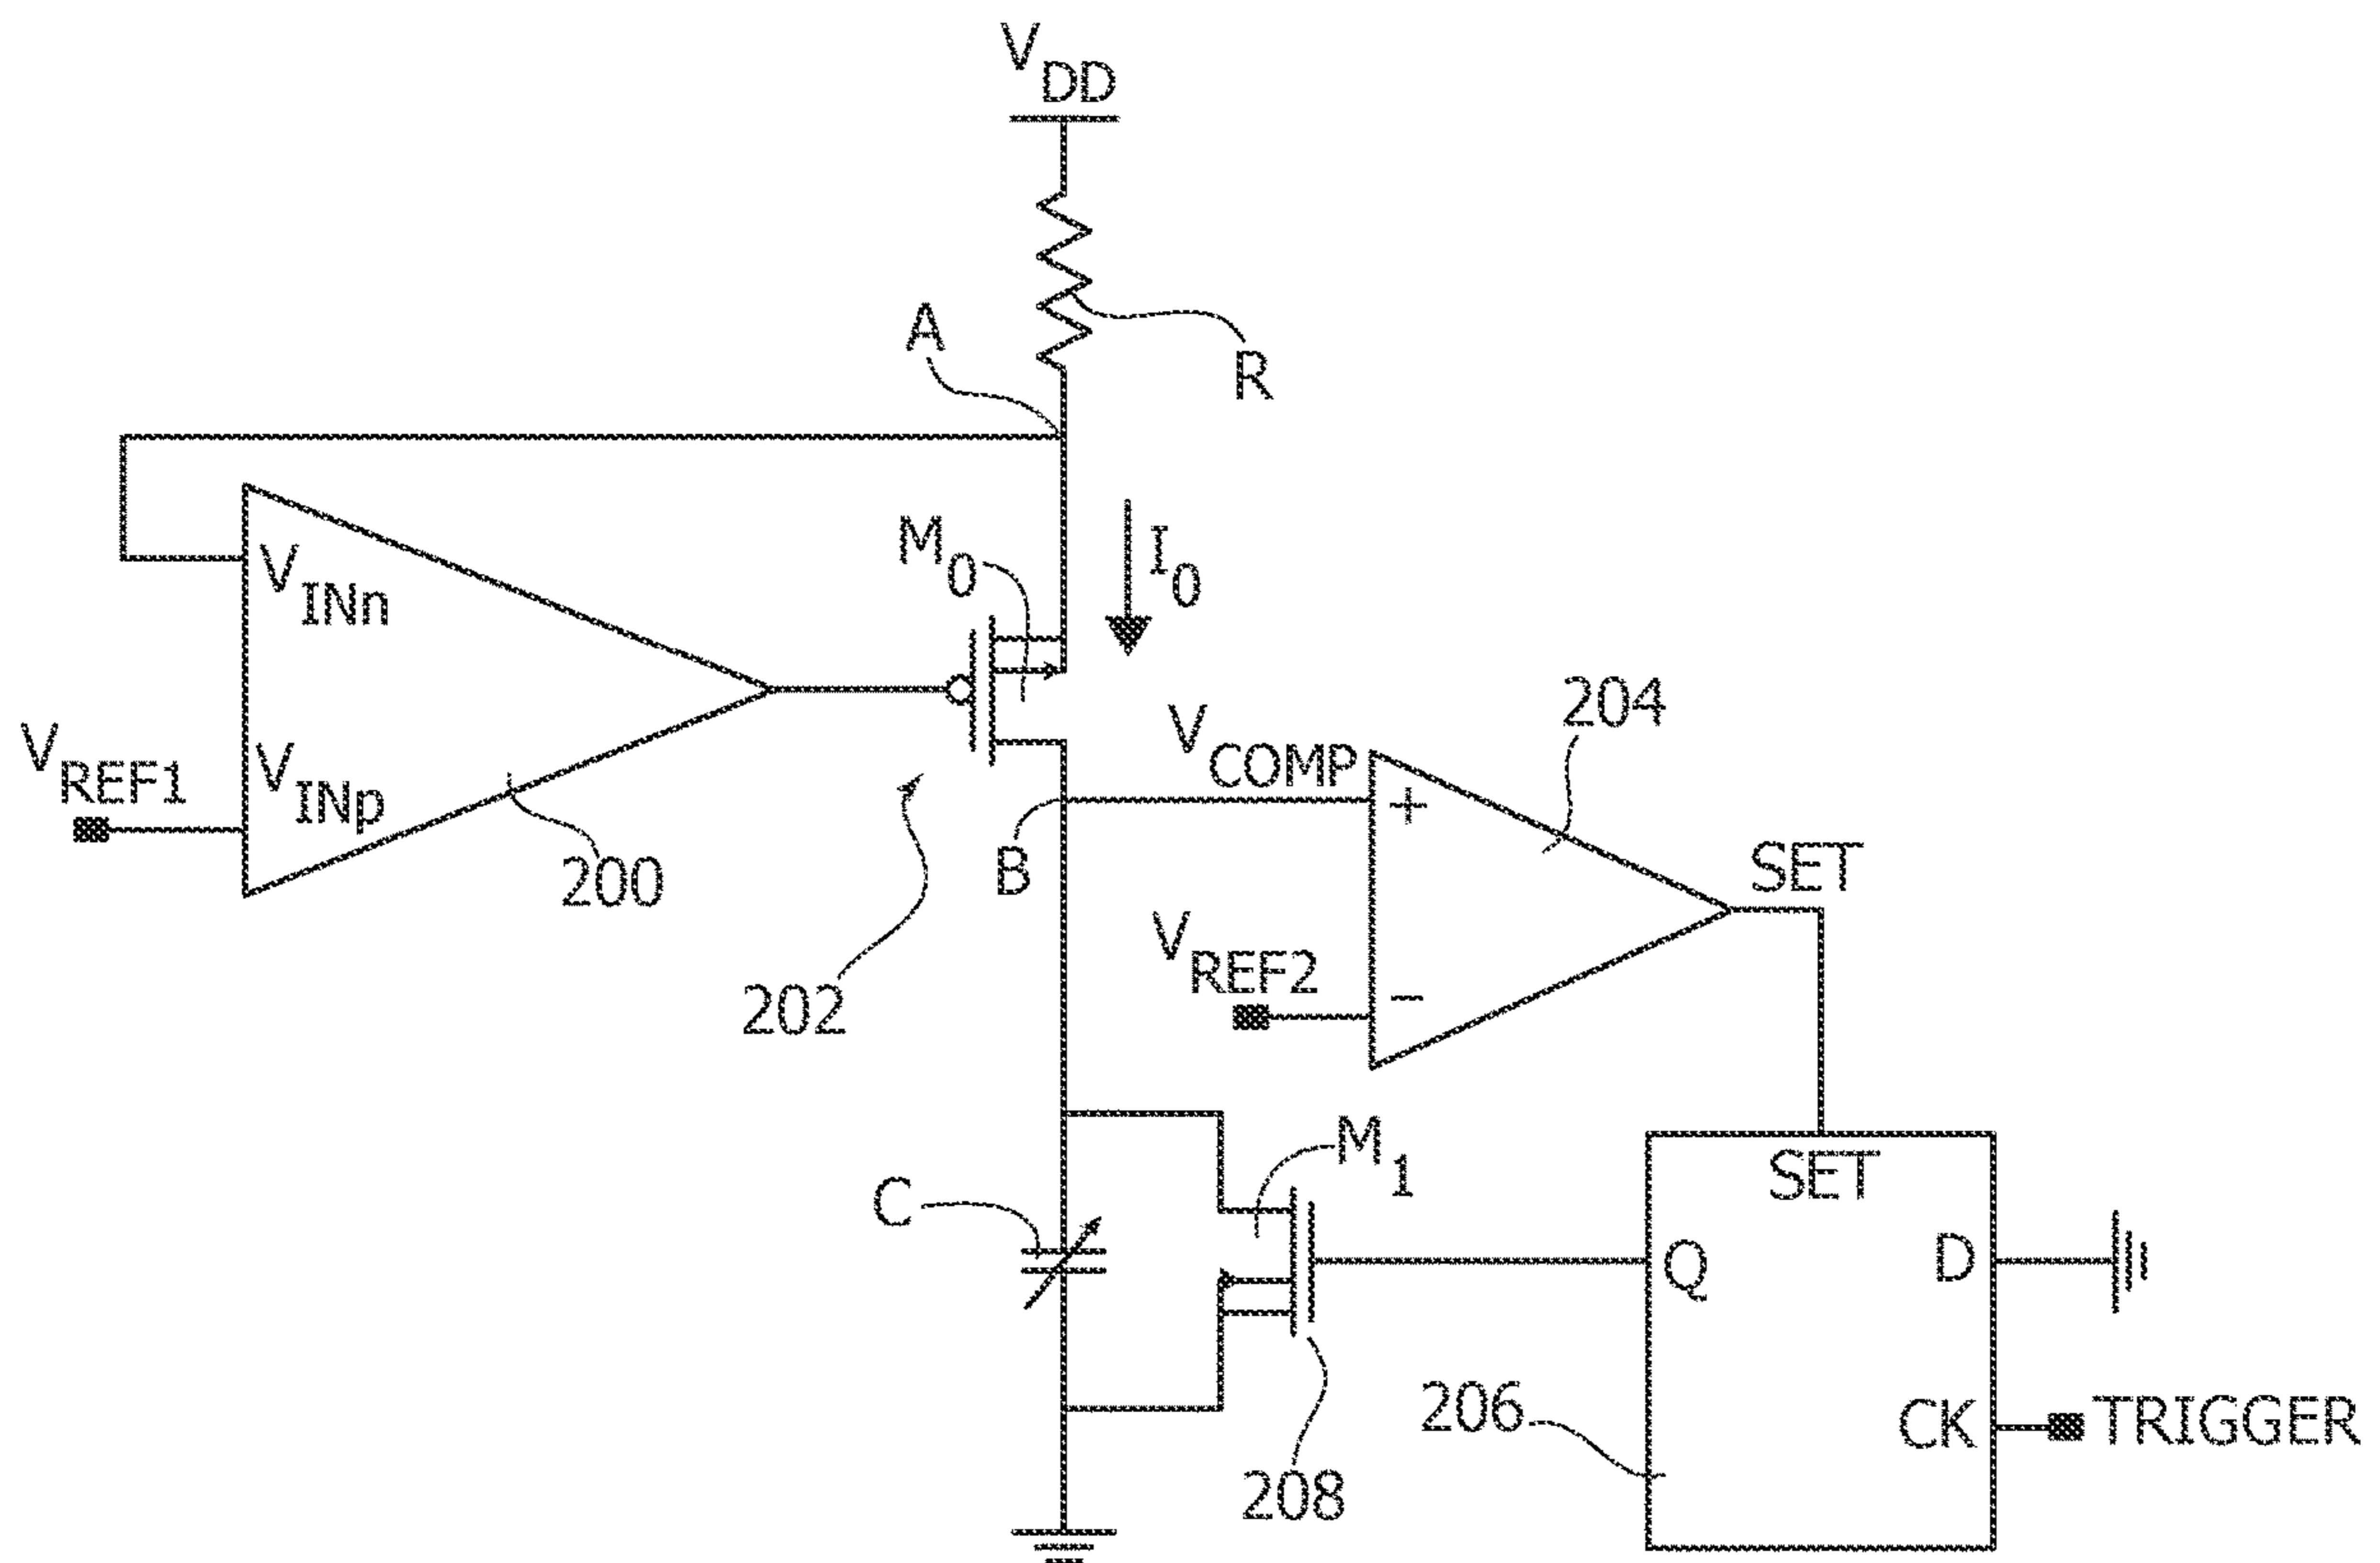 VDD
A
R
VINn
M0
I0
VREF1
VINp
200
202
B
VCOMP
+
204
SET
VREF2
−
C
M1
SET
Q
D
206
CK
TRIGGER
208